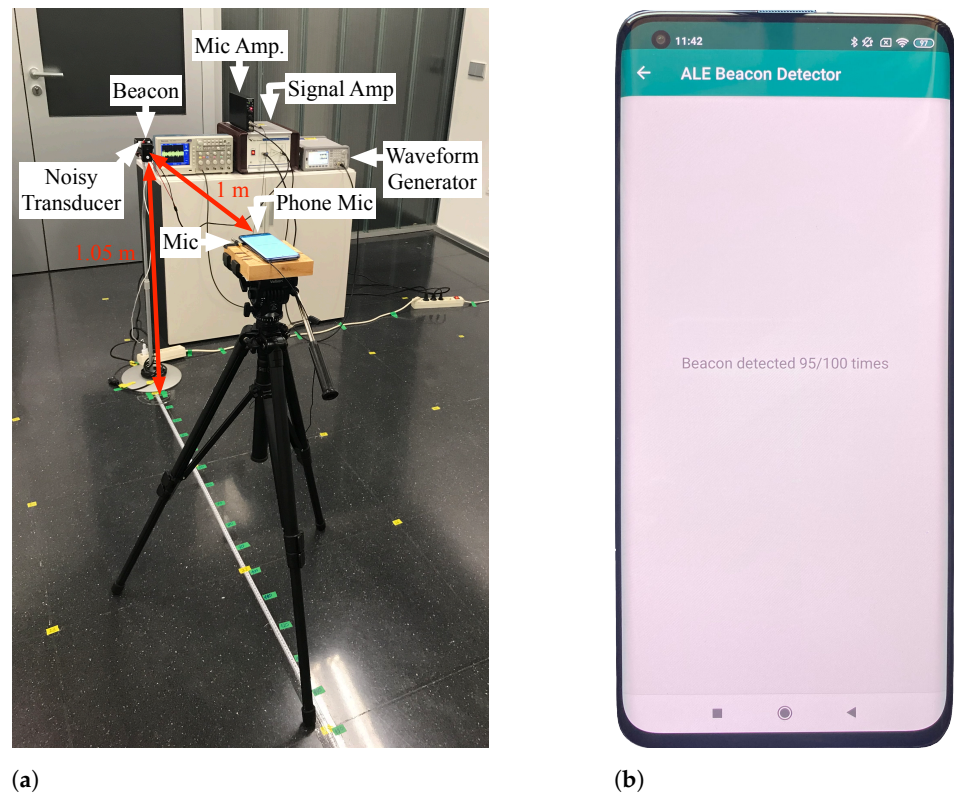 Mic Amp.
Beacon
Signal Amp
Noisy
Transducer
Waveform
Generator
1 m
Phone Mic
Mic
1.05 m
11:42
97
ALE Beacon Detector
Beacon detected 95/100 times
(a)
(b)